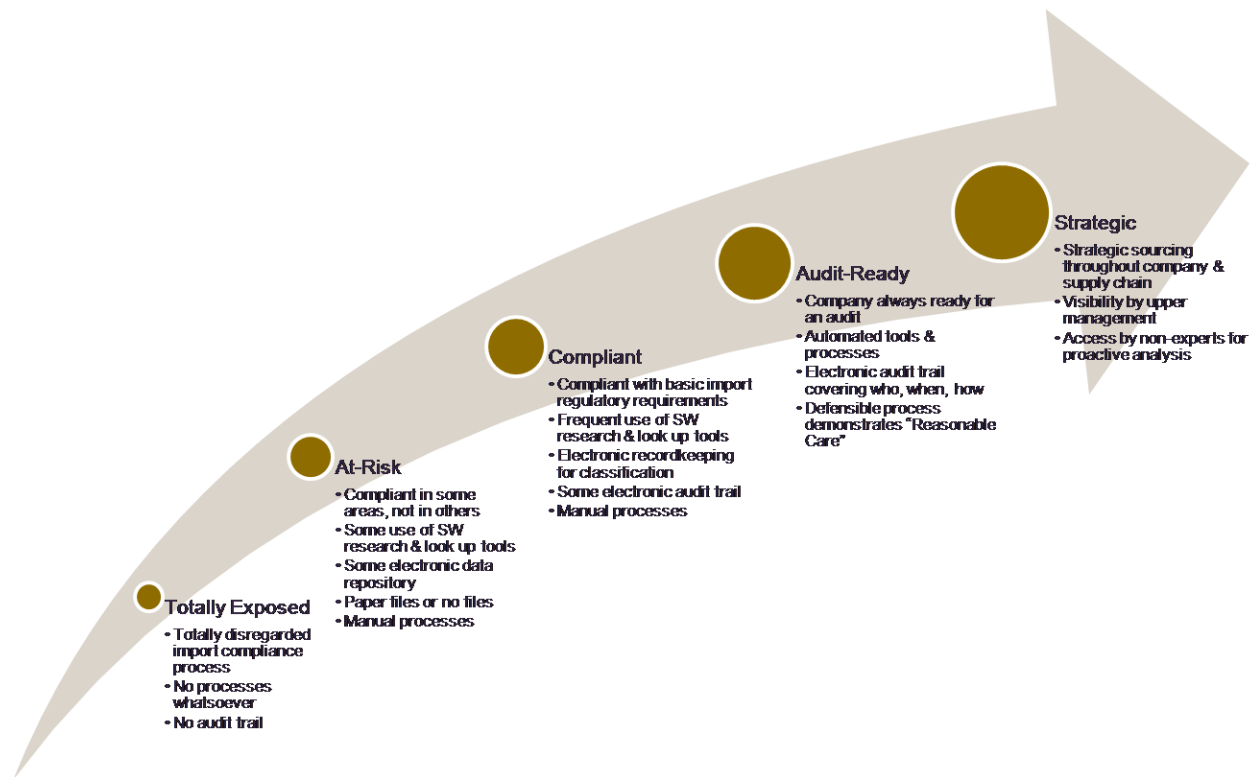 Totally Exposed
• Totally disregarded
import compliance
process
• No processes
whatsoever
• No audit trail
At-Risk
• Compliant in some
areas, not in others
• Some use of SW
research & look up tools
• Some electronic data
repository
• Paper files or no files
• Manual processes
Compliant
• Compliant with basic import
regulatory requirements
• Frequent use of SW
research & look up tools
• Electronic recordkeeping
for classification
• Some electronic audit trail
• Manual processes
Audit-Ready
• Company always ready for
an audit
• Automated tools &
processes
• Electronic audit trail
covering who, when, how
• Defensible process
demonstrates “Reasonable
Care”
Strategic
• Strategic sourcing
throughout company &
supply chain
• Visibility by upper
management
• Access by non-experts for
proactive analysis